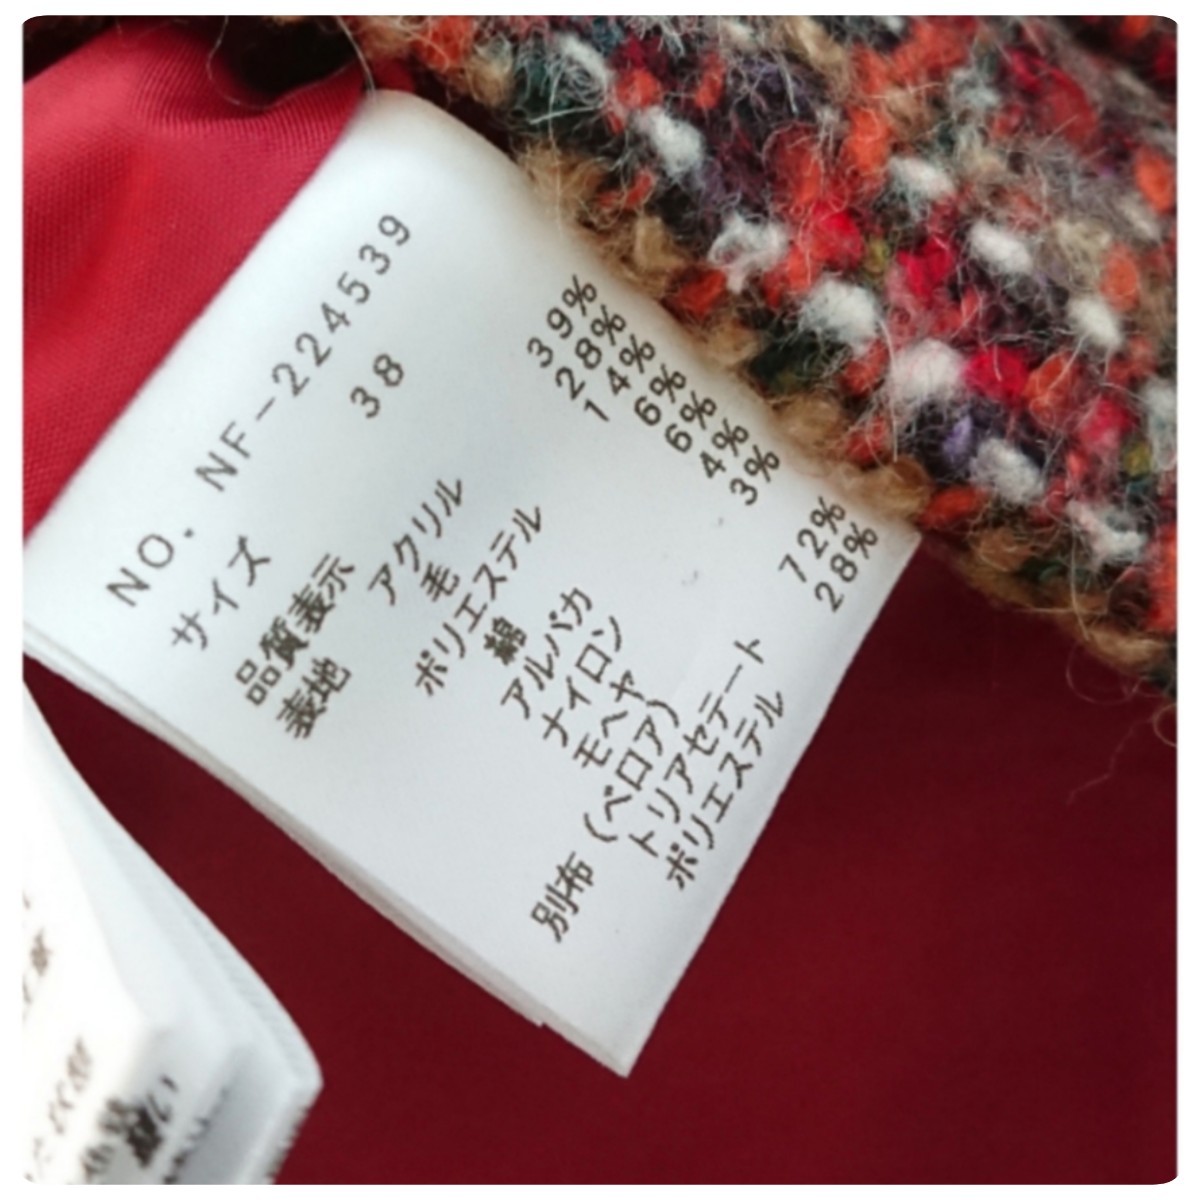 NO. NF-224539
サイズ 38
品質表示
表地 アクリル 39%
毛 28%
ポリエステル 14%
綿 6%
アルパカ 6%
ナイロン 4%
モヘヤ 3%
別布 (ベロア)
トリアセテート 72%
ポリエステル 28%